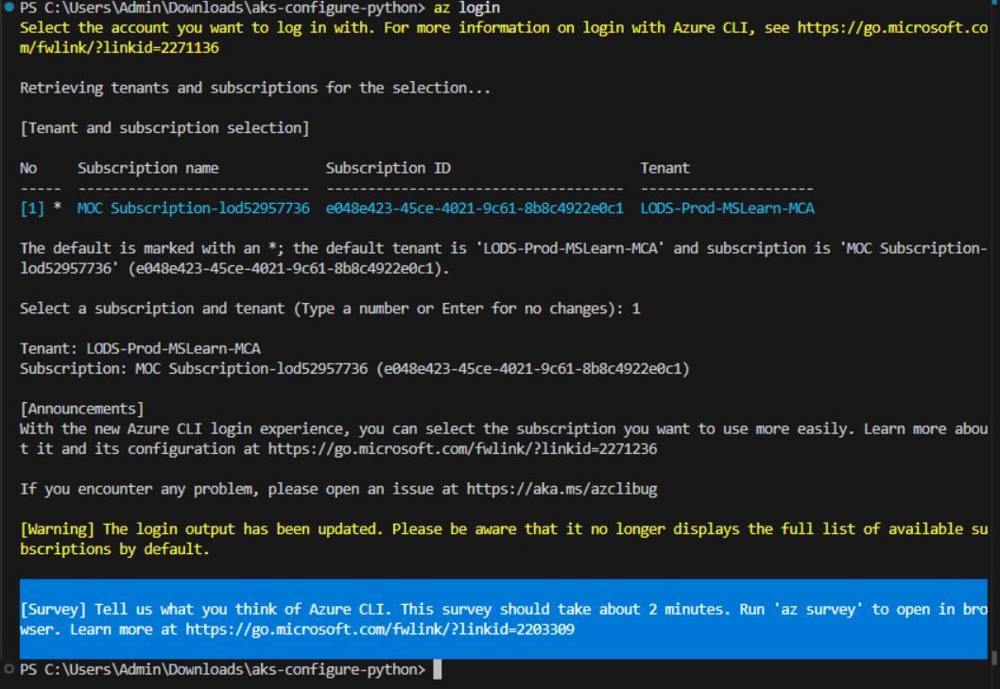 PS C:\Users\Admin\Downloads\aks-configure-python> az login
Select the account you want to log in with. For more information on login with Azure CLI, see https://go.microsoft.co
m/fwlink/?linkid=2271136
Retrieving tenants and subscriptions for the selection...
[Tenant and subscription selection]
No Subscription name Subscription ID Tenant
----- ---------------------------- ------------------------------------ ---------------------
[1] * MOC Subscription-lod52957736 e048e423-45ce-4021-9c61-8b8c4922e0c1 LODS-Prod-MSLearn-MCA
The default is marked with an *; the default tenant is 'LODS-Prod-MSLearn-MCA' and subscription is 'MOC Subscription-
lod52957736' (e048e423-45ce-4021-9c61-8b8c4922e0c1).
Select a subscription and tenant (Type a number or Enter for no changes): 1
Tenant: LODS-Prod-MSLearn-MCA
Subscription: MOC Subscription-lod52957736 (e048e423-45ce-4021-9c61-8b8c4922e0c1)
[Announcements]
With the new Azure CLI login experience, you can select the subscription you want to use more easily. Learn more abou
t it and its configuration at https://go.microsoft.com/fwlink/?linkid=2271236
If you encounter any problem, please open an issue at https://aka.ms/azclibug
[Warning] The login output has been updated. Please be aware that it no longer displays the full list of available su
bscriptions by default.
[Survey] Tell us what you think of Azure CLI. This survey should take about 2 minutes. Run 'az survey' to open in bro
wser. Learn more at https://go.microsoft.com/fwlink/?linkid=2203309
PS C:\Users\Admin\Downloads\aks-configure-python>